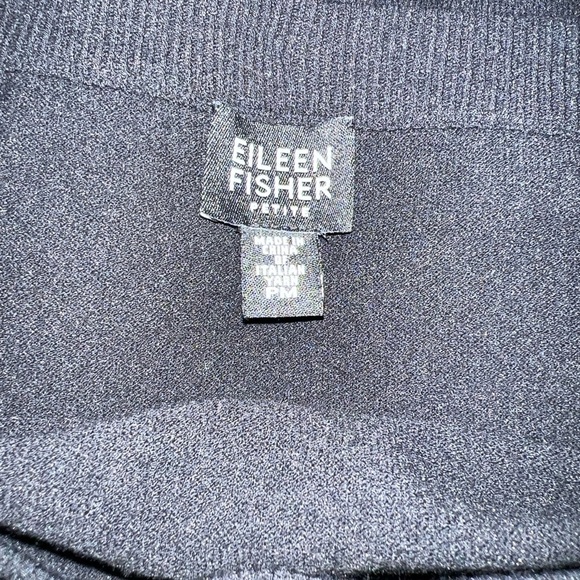 EILEEN
FISHER
PETITE
MADE IN
CHINA
OF
ITALIAN
YARN
PM